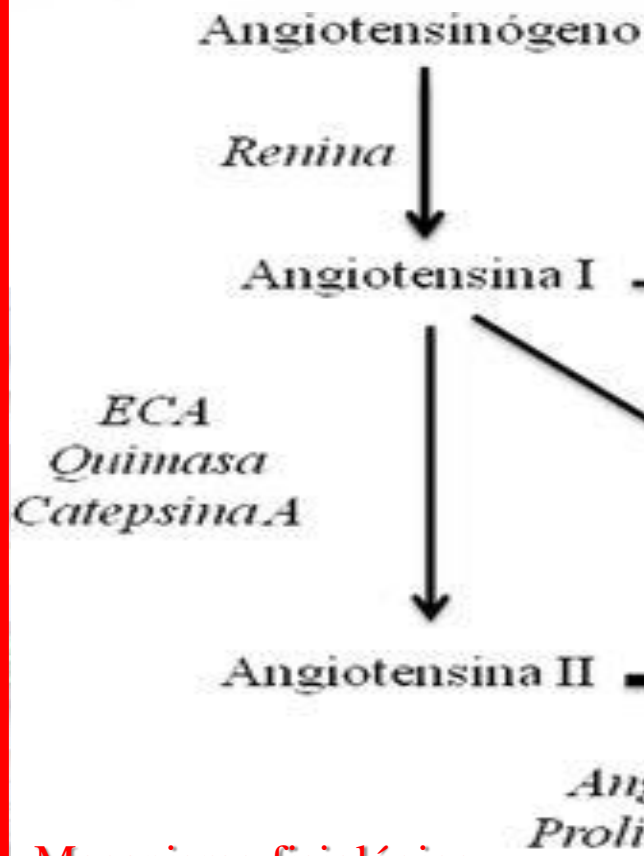 Angiotensinógeno
Renina
Angiotensina I
ECA
Quimasa
Catepsina A
Angiotensina II